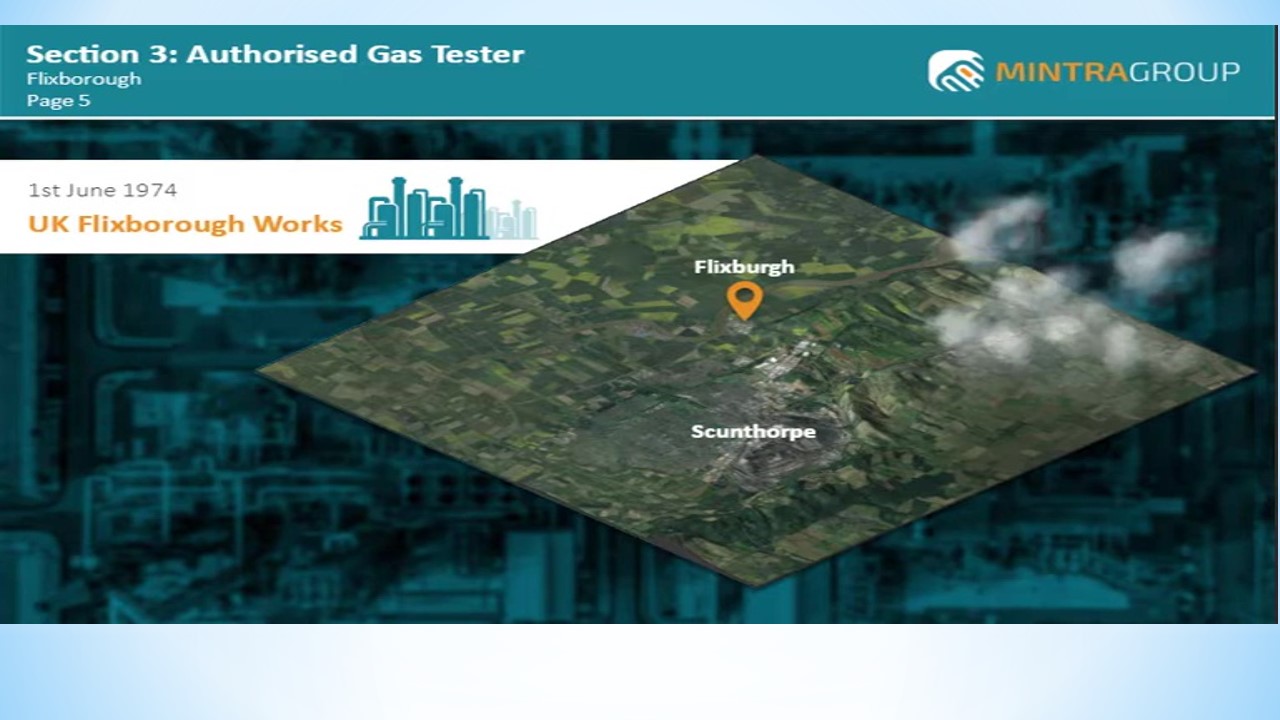 Section 3: Authorised Gas Tester
Flixborough
Page 5
MINTRAGROUP
1st June 1974
UK Flixborough Works
Flixburgh
Scunthorpe